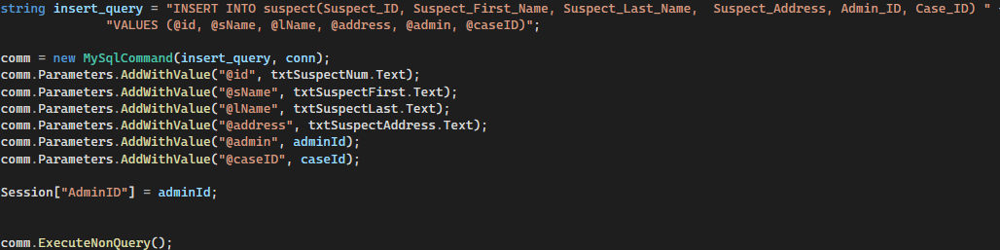 string insert_query = "INSERT INTO suspect(Suspect_ID, Suspect_First_Name, Suspect_Last_Name,  Suspect_Address, Admin_ID, Case_ID) " +
"VALUES (@id, @sName, @lName, @address, @admin, @caseID)";
comm = new MySqlCommand(insert_query, conn);
comm.Parameters.AddWithValue("@id", txtSuspectNum.Text);
comm.Parameters.AddWithValue("@sName", txtSuspectFirst.Text);
comm.Parameters.AddWithValue("@lName", txtSuspectLast.Text);
comm.Parameters.AddWithValue("@address", txtSuspectAddress.Text);
comm.Parameters.AddWithValue("@admin", adminId);
comm.Parameters.AddWithValue("@caseID", caseId);
Session["AdminID"] = adminId;
comm.ExecuteNonQuery();